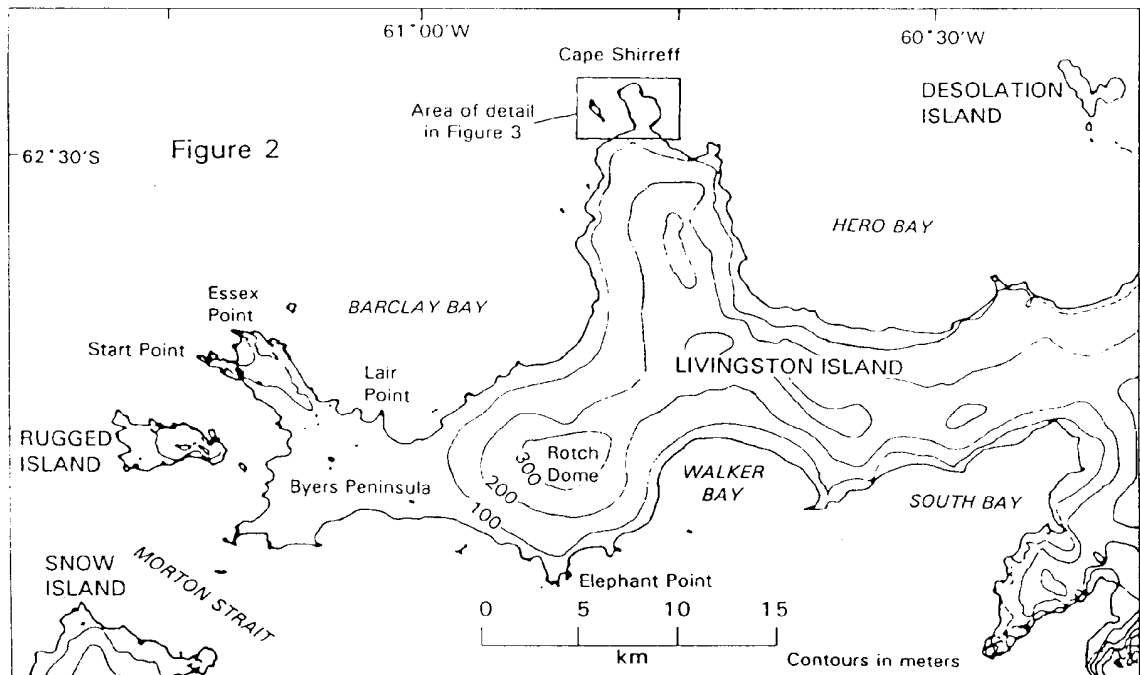 61°00'W
60°30'W
Cape Shirreff
DESOLATION
ISLAND
Area of detail
in Figure 3
62°30'S
Figure 2
HERO BAY
Essex
Point
BARCLAY BAY
Start Point
Lair
Point
LIVINGSTON ISLAND
RUGGED
ISLAND
Rotch
Dome
300
200
100
WALKER
BAY
Byers Peninsula
SOUTH BAY
SNOW
ISLAND
MORTON STRAIT
Elephant Point
0 5 10 15
km
Contours in meters